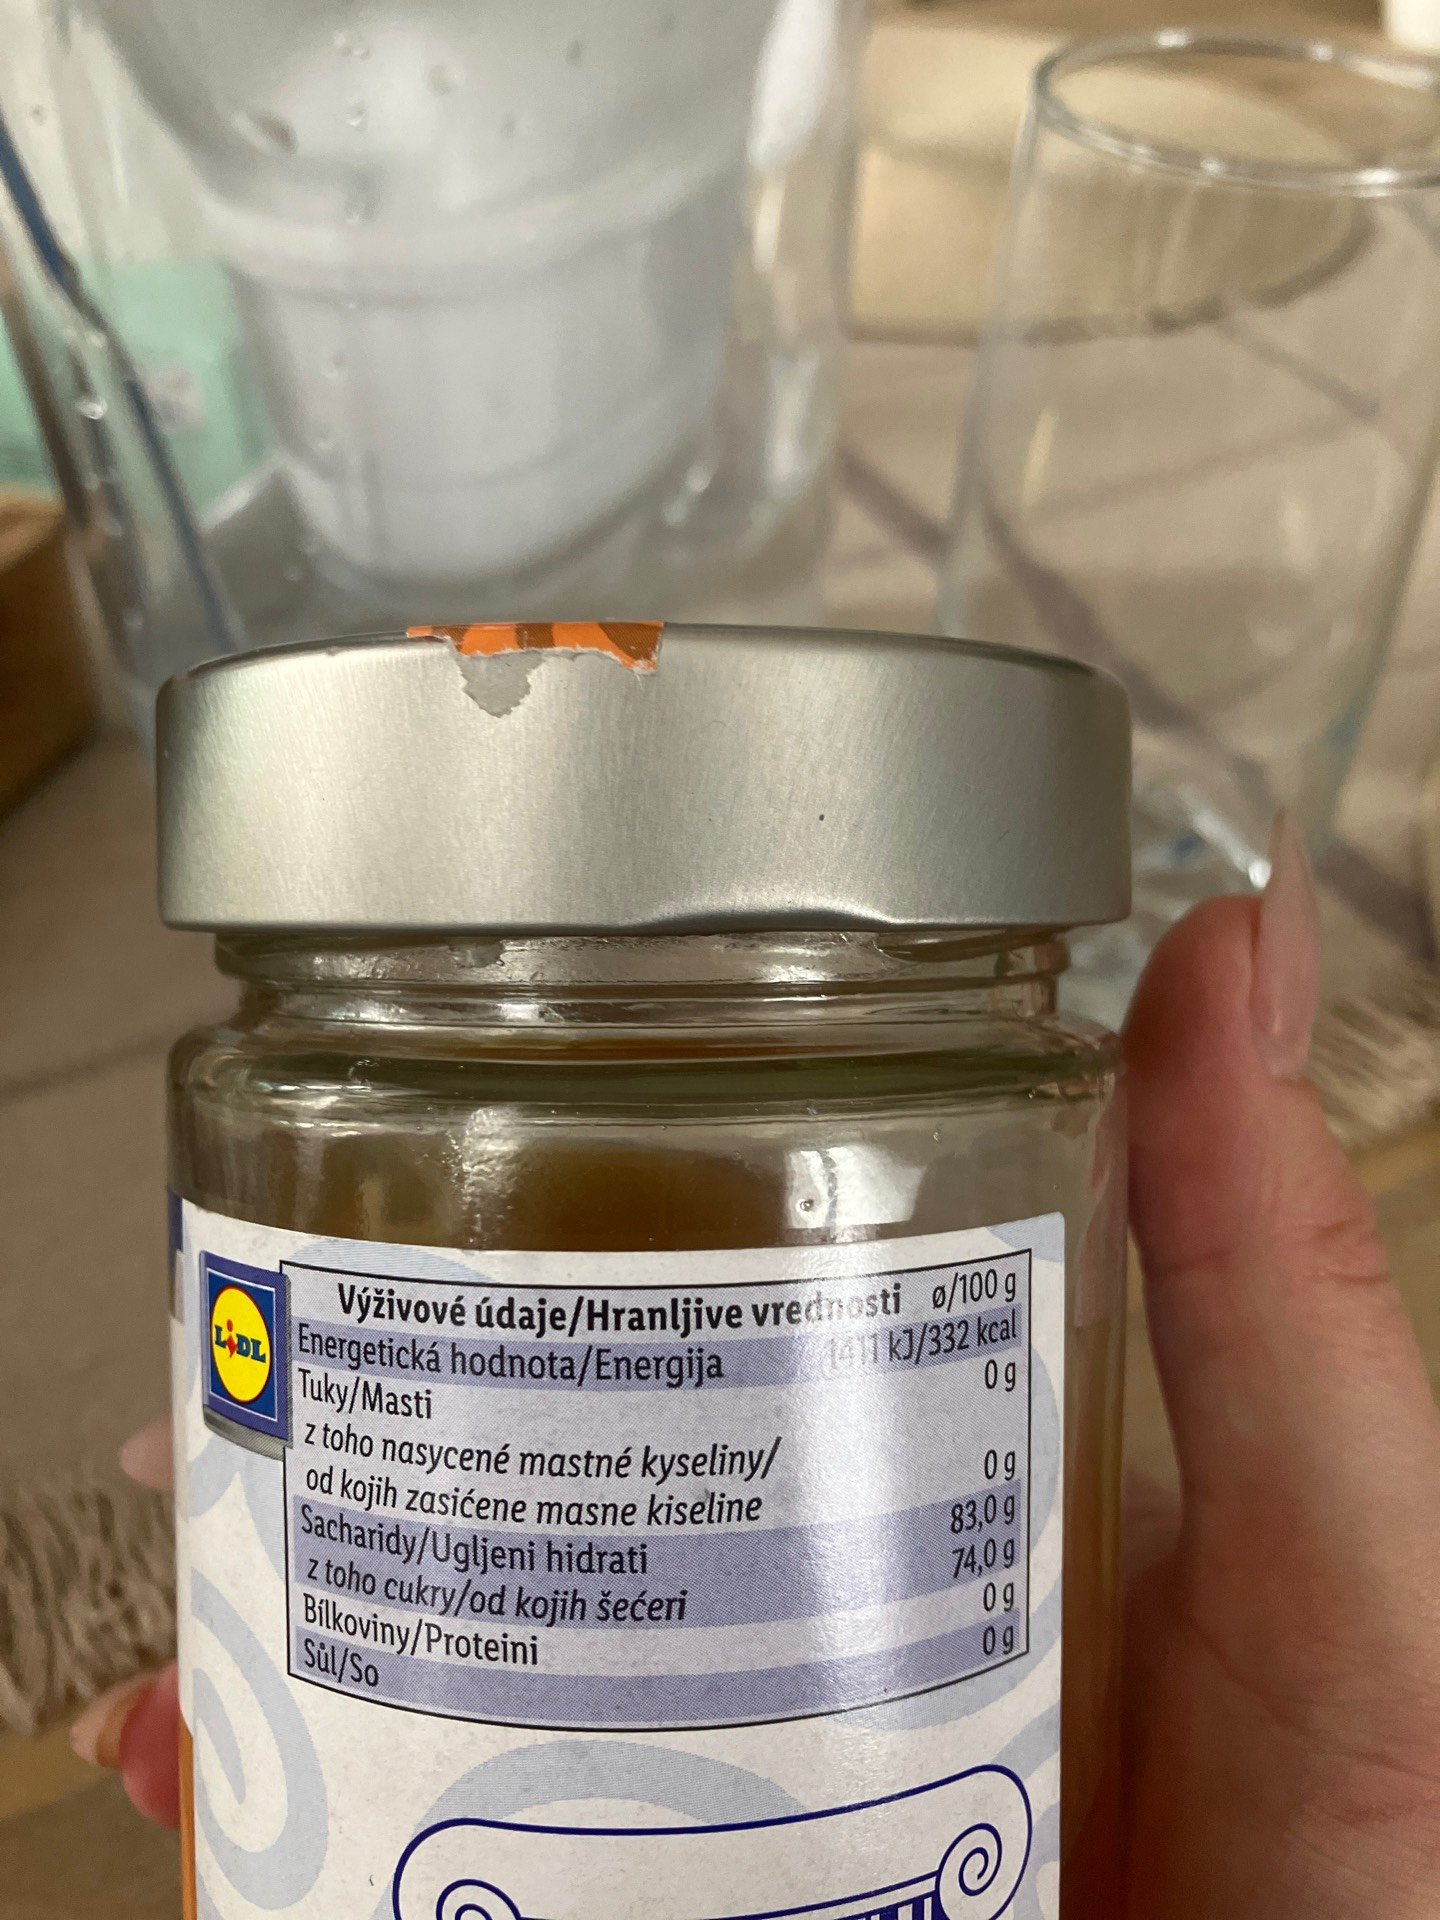 LiDL
Výživové údaje/Hranljive vrednosti ø/100 g
Energetická hodnota/Energija 1411 kJ/332 kcal
Tuky/Masti 0 g
z toho nasycené mastné kyseliny/
od kojih zasićene masne kiseline 0 g
Sacharidy/Ugljeni hidrati 83,0 g
z toho cukry/od kojih šećeri 74,0 g
Bílkoviny/Proteini 0 g
Sůl/So 0 g